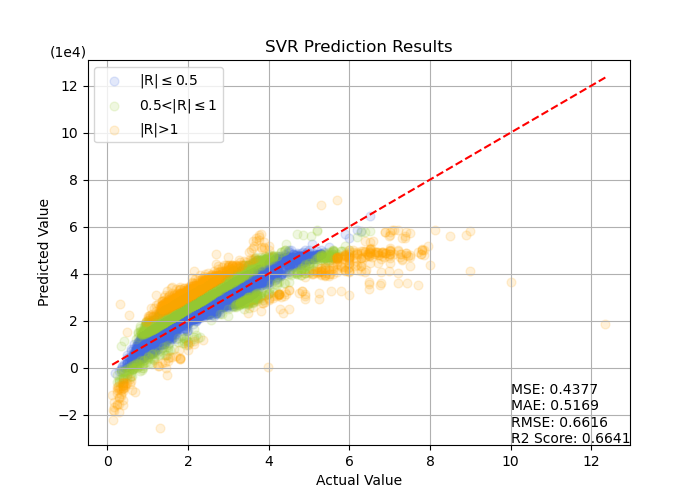 SVR Prediction Results
(1e4)
|R| ≤ 0.5
0.5<|R| ≤ 1
|R|>1
12
10
8
6
4
2
0
−2
Predicted Value
MSE: 0.4377
MAE: 0.5169
RMSE: 0.6616
R2 Score: 0.6641
0 2 4 6 8 10 12
Actual Value